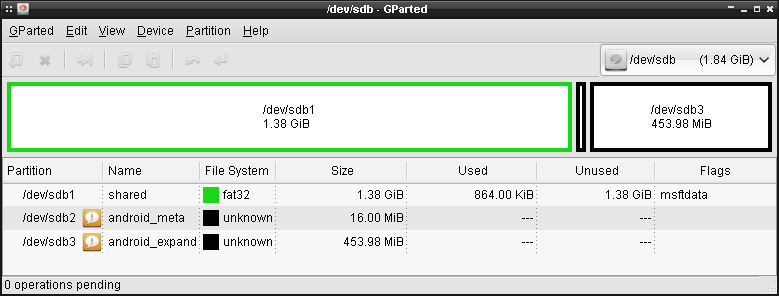 /dev/sdb - GParted
GParted Edit View Device Partition Help
/dev/sdb (1.84 GiB)
/dev/sdb1
1.38 GiB
/dev/sdb3
453.98 MiB
Partition Name File System Size Used Unused Flags
/dev/sdb1 shared fat32 1.38 GiB 864.00 KiB 1.38 GiB msftdata
/dev/sdb2 android_meta unknown 16.00 MiB --- ---
/dev/sdb3 android_expand unknown 453.98 MiB --- ---
0 operations pending